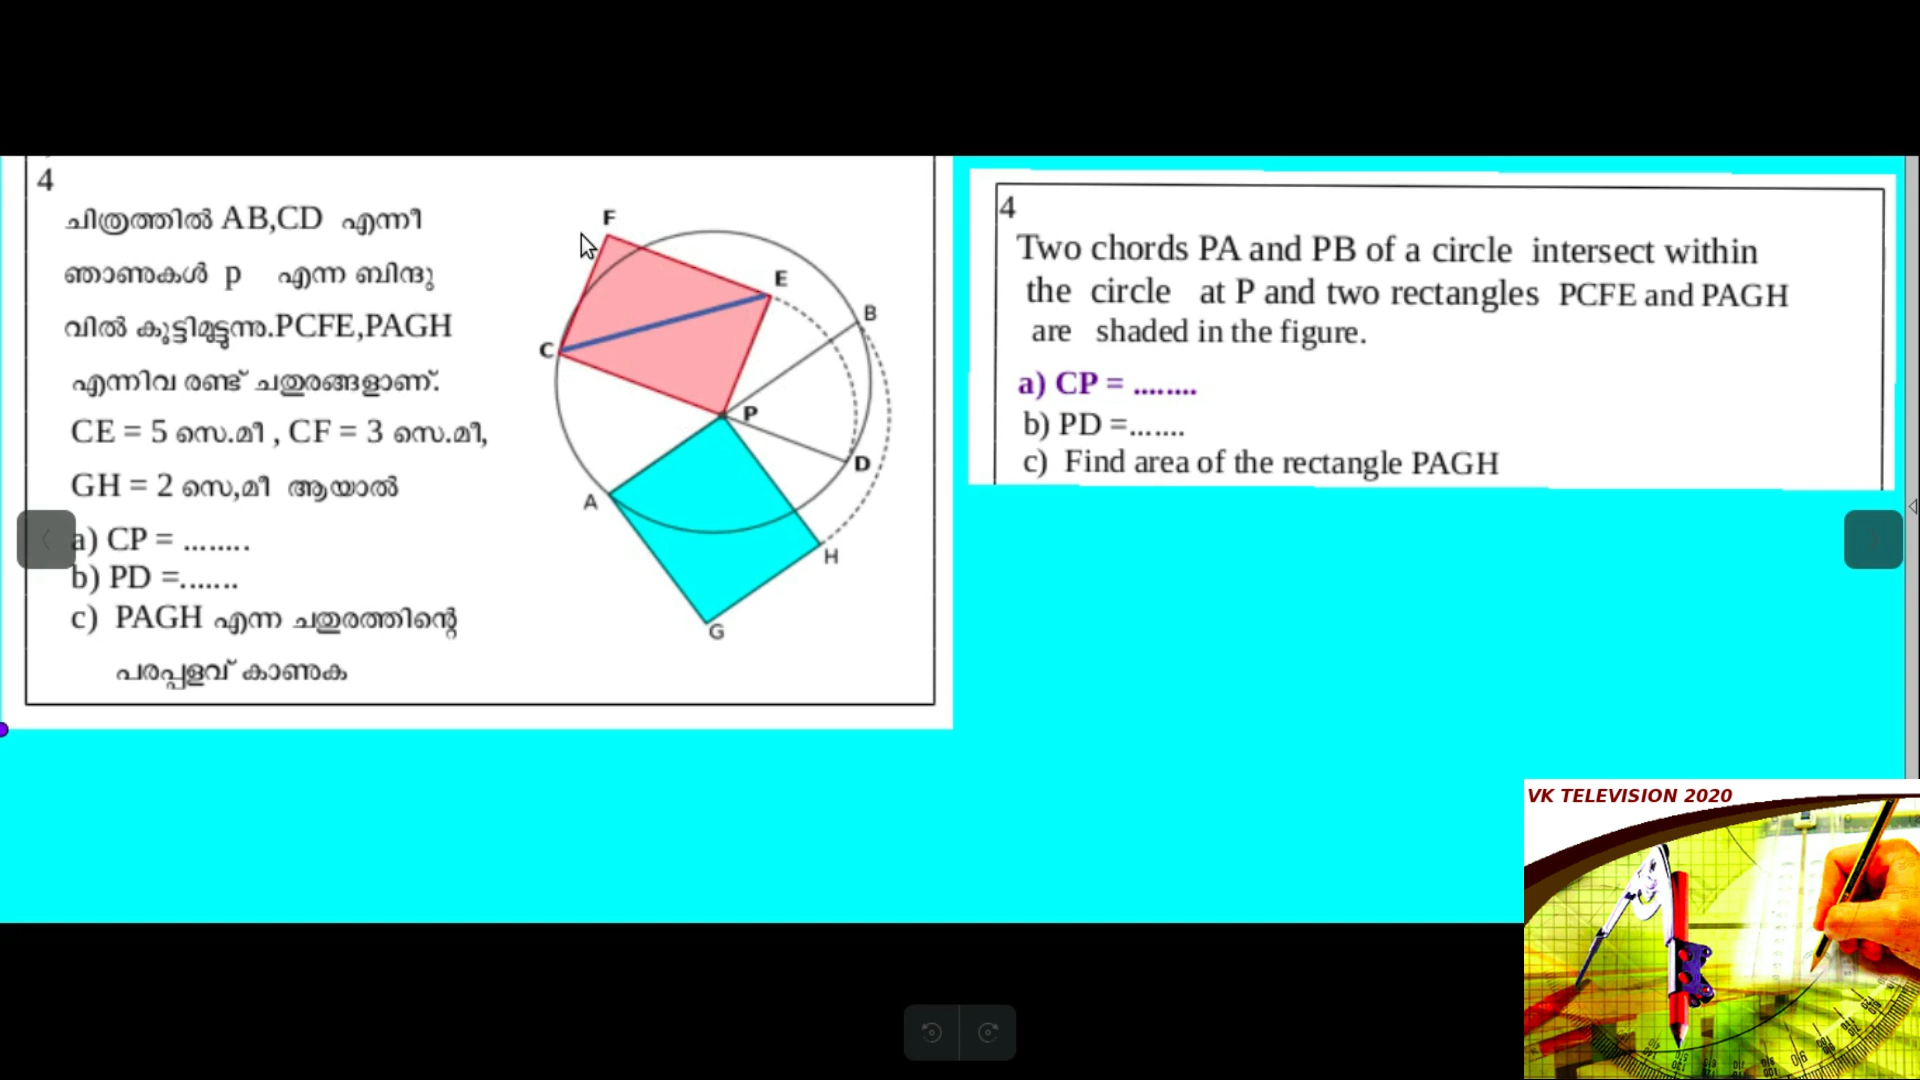 4
ചിത്രത്തിൽ AB,CD എന്നീ
ഞാണുകൾ p എന്ന ബിന്ദു
വിൽ കൂട്ടിമുട്ടുന്നു.PCFE,PAGH
എന്നിവ രണ്ട് ചതുരങ്ങളാണ്.
CE = 5 സെ.മീ , CF = 3 സെ.മീ,
GH = 2 സെ,മീ ആയാൽ
a) CP = ........
b) PD =.......
c) PAGH എന്ന ചതുരത്തിന്റെ
പരപ്പളവ് കാണുക
F
E
B
C
P
D
A
H
G
4
Two chords PA and PB of a circle intersect within
the circle at P and two rectangles PCFE and PAGH
are shaded in the figure.
a) CP = ........
b) PD =.......
c) Find area of the rectangle PAGH
VK TELEVISION 2020